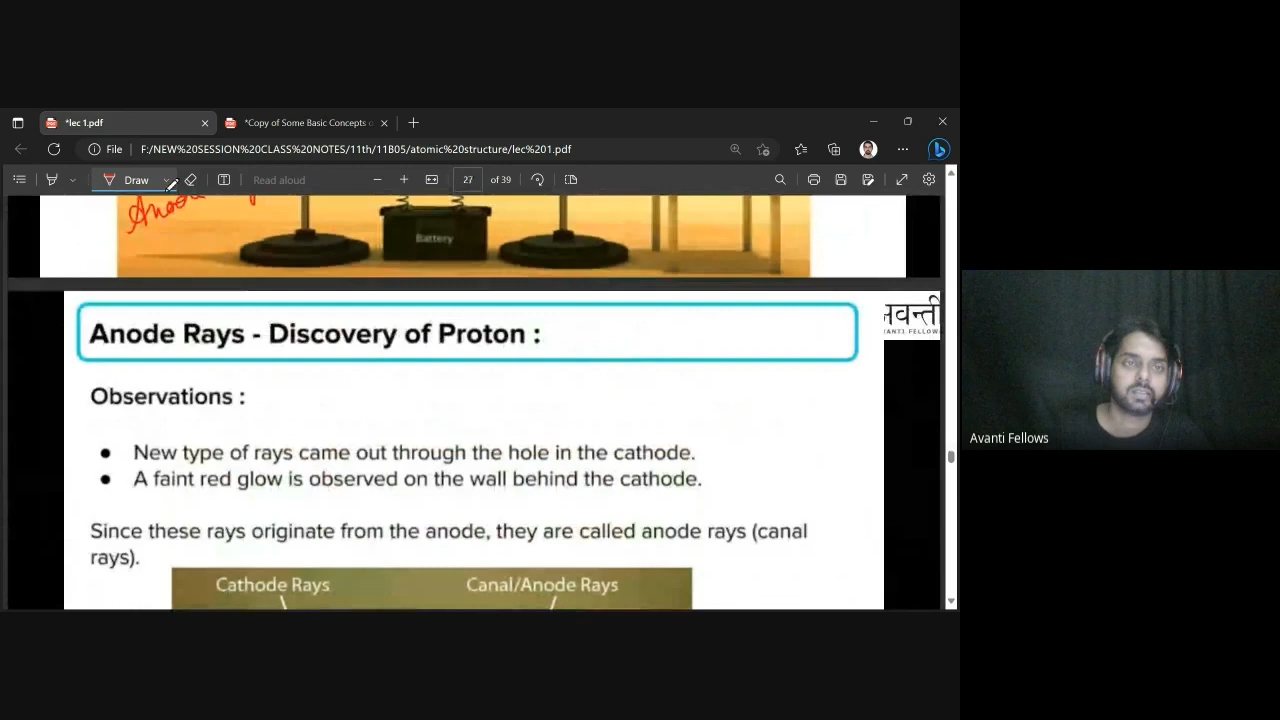 *lec 1.pdf
*Copy of Some Basic Concepts o
File
F:/NEW%20SESSION%20CLASS%20NOTES/11th/11B05/atomic%20structure/lec%201.pdf
Draw
Read aloud
27
of 39
Anode
Battery
Anode Rays - Discovery of Proton :
अवन्ती
Observations :
● New type of rays came out through the hole in the cathode.
● A faint red glow is observed on the wall behind the cathode.
Since these rays originate from the anode, they are called anode rays (canal
rays).
Cathode Rays
Canal/Anode Rays
Avanti Fellows